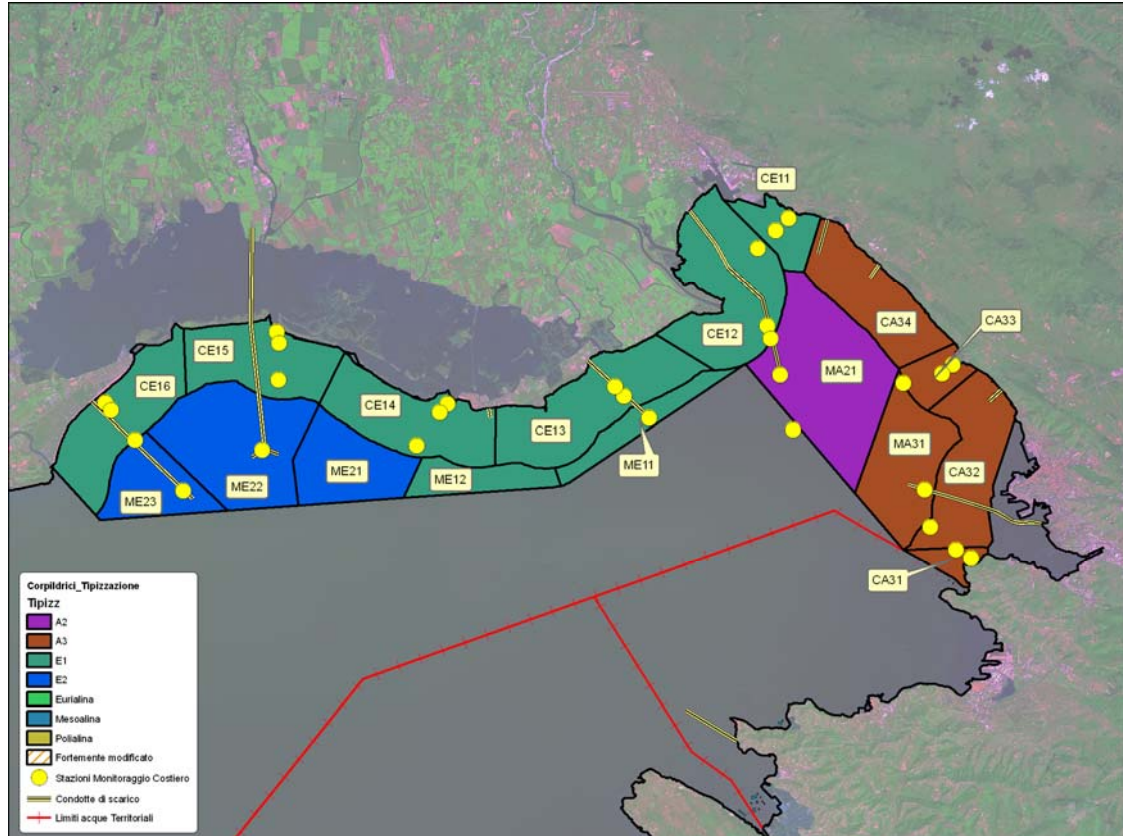 CE11
CE12
CA34
CA33
CE15
MA21
CE16
CE14
CE13
MA31
CA32
ME11
ME21
ME12
ME22
ME23
CA31
CorpiIdrici_Tipizzazione
Tipizz
A2
A3
E1
E2
Eurialina
Mesoalina
Polialina
Fortemente modificato
Stazioni Monitoraggio Costiero
Condotte di scarico
Limiti acque Territoriali